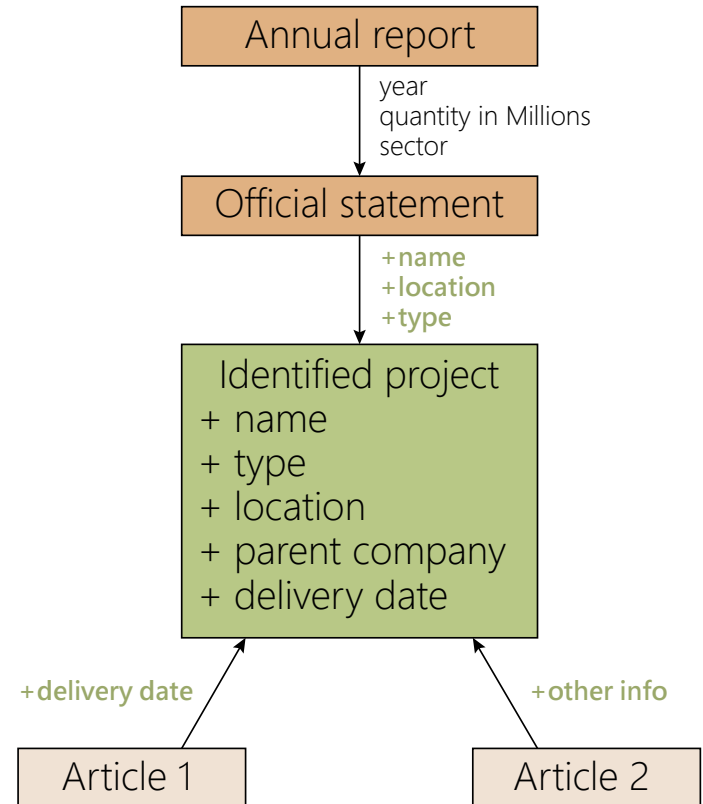 Annual report
year
quantity in Millions
sector
Official statement
+name
+location
+type
Identified project
+ name
+ type
+ location
+ parent company
+ delivery date
+delivery date
+other info
Article 1
Article 2